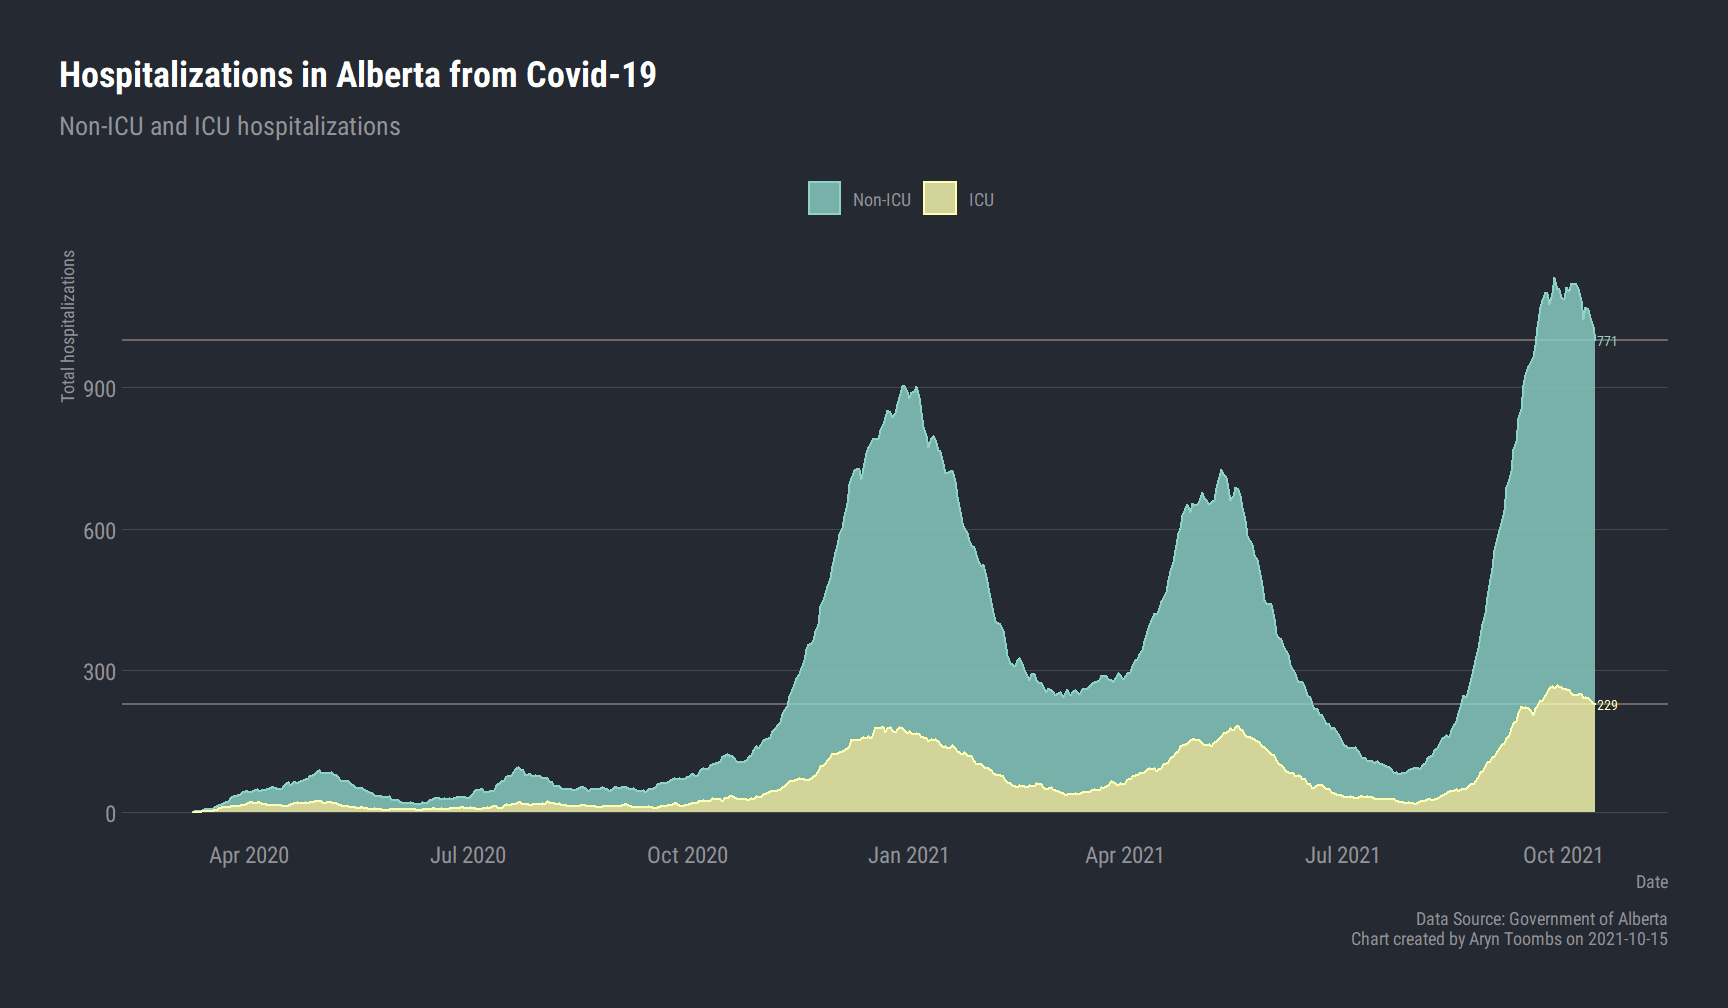 Hospitalizations in Alberta from Covid-19
Non-ICU and ICU hospitalizations
Non-ICU ICU
Total hospitalizations
900
600
300
0
771
229
Apr 2020 Jul 2020 Oct 2020 Jan 2021 Apr 2021 Jul 2021 Oct 2021
Date
Data Source: Government of Alberta
Chart created by Aryn Toombs on 2021-10-15